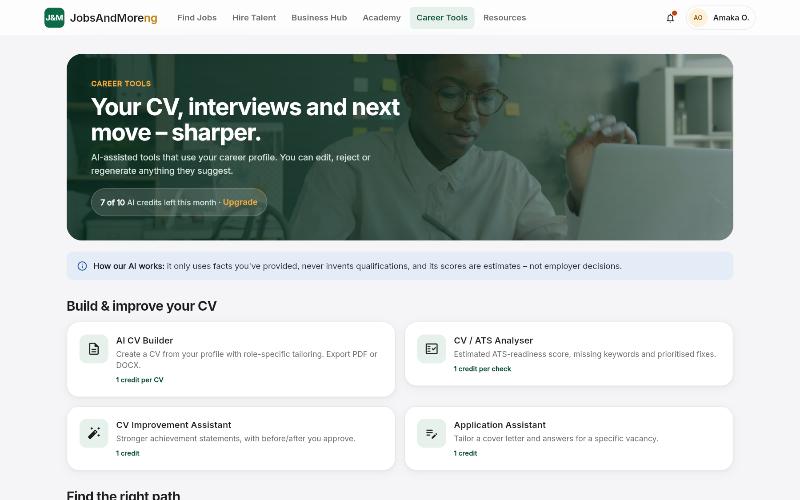 J&M JobsAndMoreng Find Jobs Hire Talent Business Hub Academy Career Tools Resources AO Amaka O.
CAREER TOOLS
Your CV, interviews and next
move – sharper.
AI-assisted tools that use your career profile. You can edit, reject or
regenerate anything they suggest.
7 of 10 AI credits left this month · Upgrade
How our AI works: it only uses facts you've provided, never invents qualifications, and its scores are estimates – not employer decisions.
Build & improve your CV
AI CV Builder
Create a CV from your profile with role-specific tailoring. Export PDF or
DOCX.
1 credit per CV
CV / ATS Analyser
Estimated ATS-readiness score, missing keywords and prioritised fixes.
1 credit per check
CV Improvement Assistant
Stronger achievement statements, with before/after you approve.
1 credit
Application Assistant
Tailor a cover letter and answers for a specific vacancy.
1 credit
Find the right path